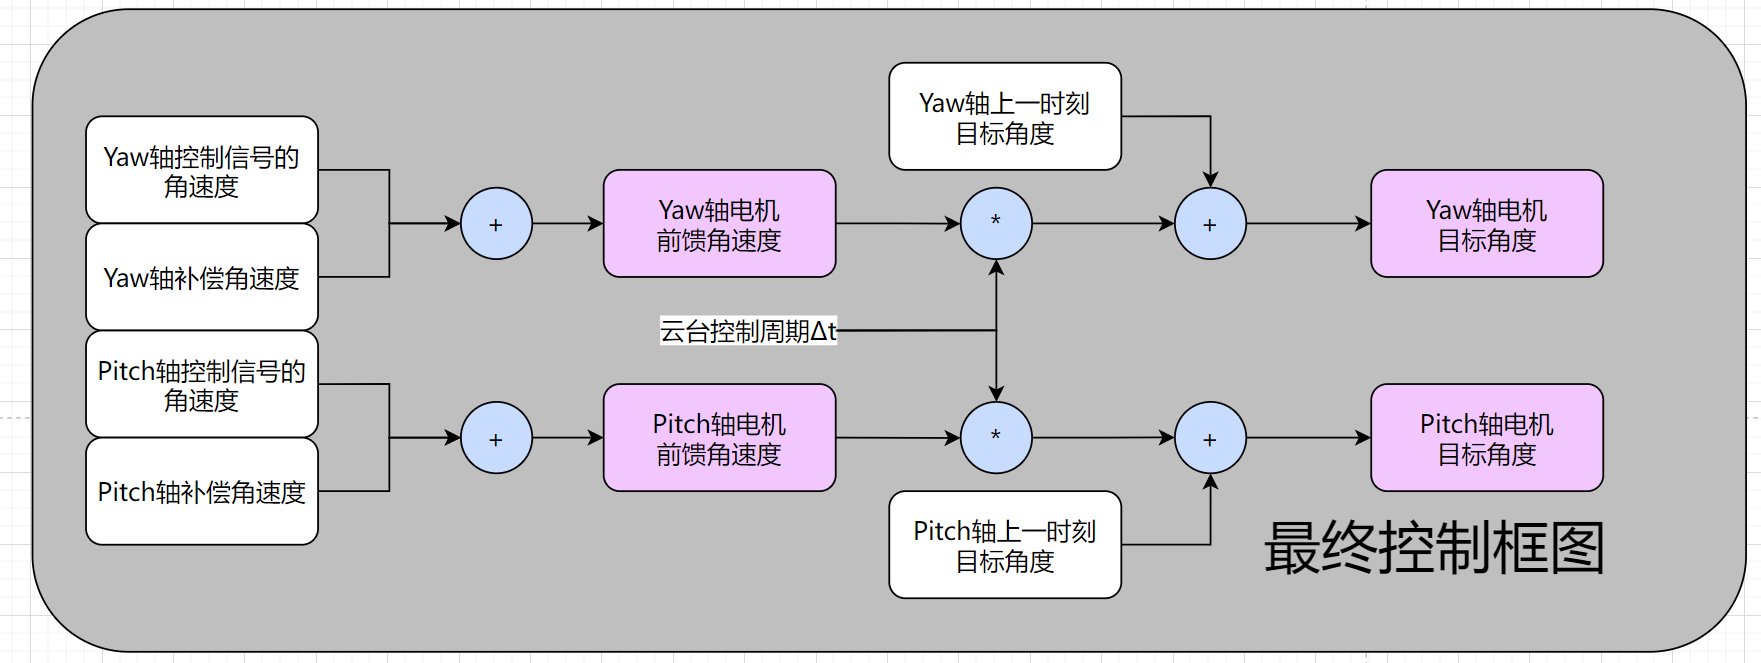 Yaw轴上一时刻
目标角度
Yaw轴控制信号的
角速度
+
Yaw轴电机
前馈角速度
*
+
Yaw轴电机
目标角度
Yaw轴补偿角速度
云台控制周期Δt
Pitch轴控制信号的
角速度
+
Pitch轴电机
前馈角速度
*
+
Pitch轴电机
目标角度
Pitch轴补偿角速度
Pitch轴上一时刻
目标角度
最终控制框图